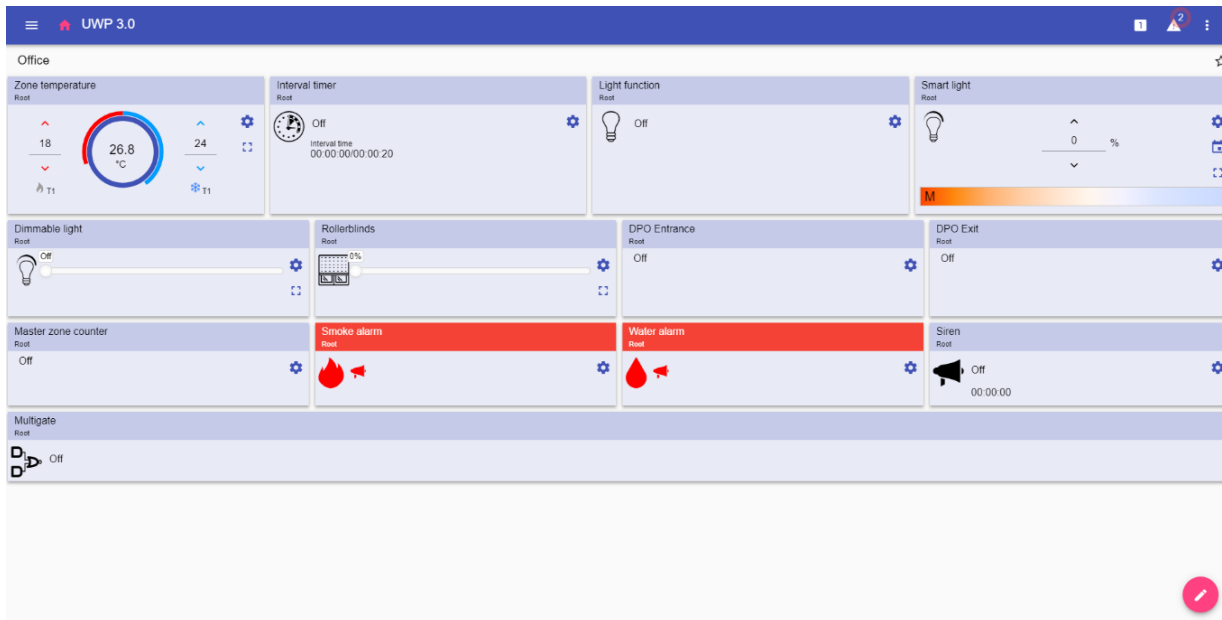 UWP 3.0
1
2
Office
Zone temperature
Root
Interval timer
Root
Light function
Root
Smart light
Root
18
26.8
°C
24
T1
T1
Off
Interval time
00:00:00/00:00:20
Off
0
%
M
Dimmable light
Root
Rollerblinds
Root
DPO Entrance
Root
DPO Exit
Root
Off
0%
Off
Off
Master zone counter
Root
Smoke alarm
Root
Water alarm
Root
Siren
Root
Off
Off
00:00:00
Multigate
Root
Off